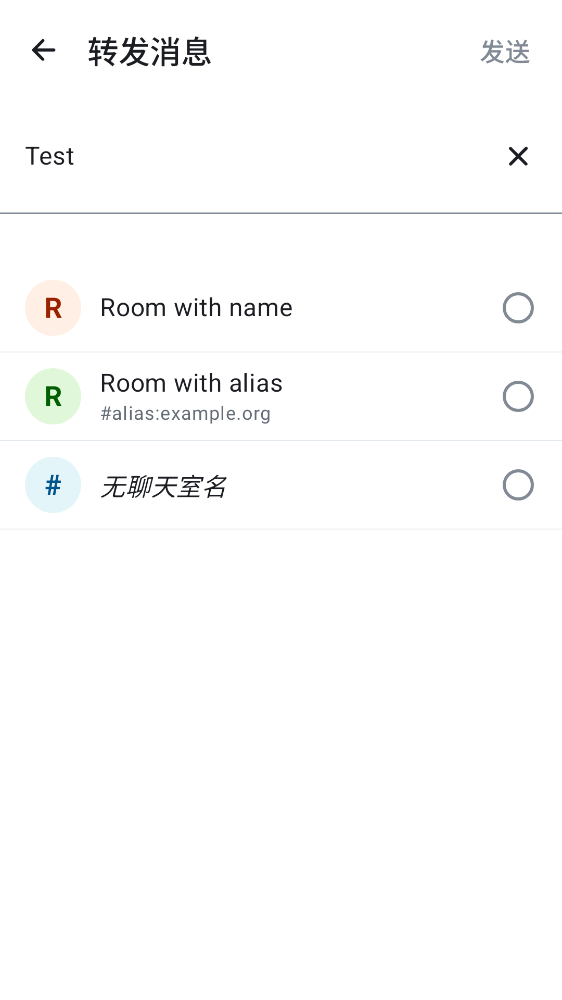 转发消息 发送
Test
R Room with name
R Room with alias
#alias:example.org
# 无聊天室名